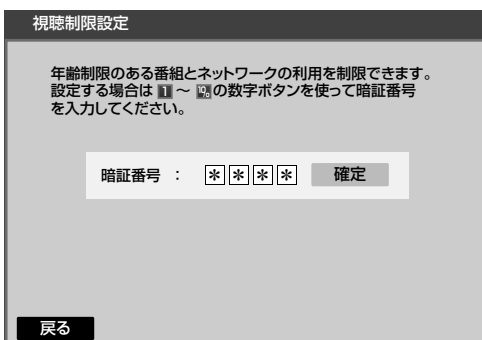 視聴制限設定
年齢制限のある番組とネットワークの利用を制限できます。
設定する場合は 1 ～ 10 の数字ボタンを使って暗証番号
を入力してください。
暗証番号 ： ＊ ＊ ＊ ＊ 確定
戻る